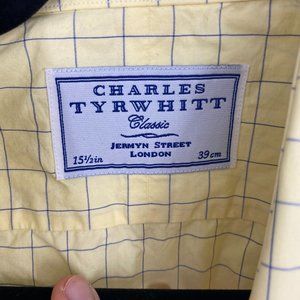 CHARLES
TYRWHITT
Classic
JERMYN STREET
15½in LONDON 39cm